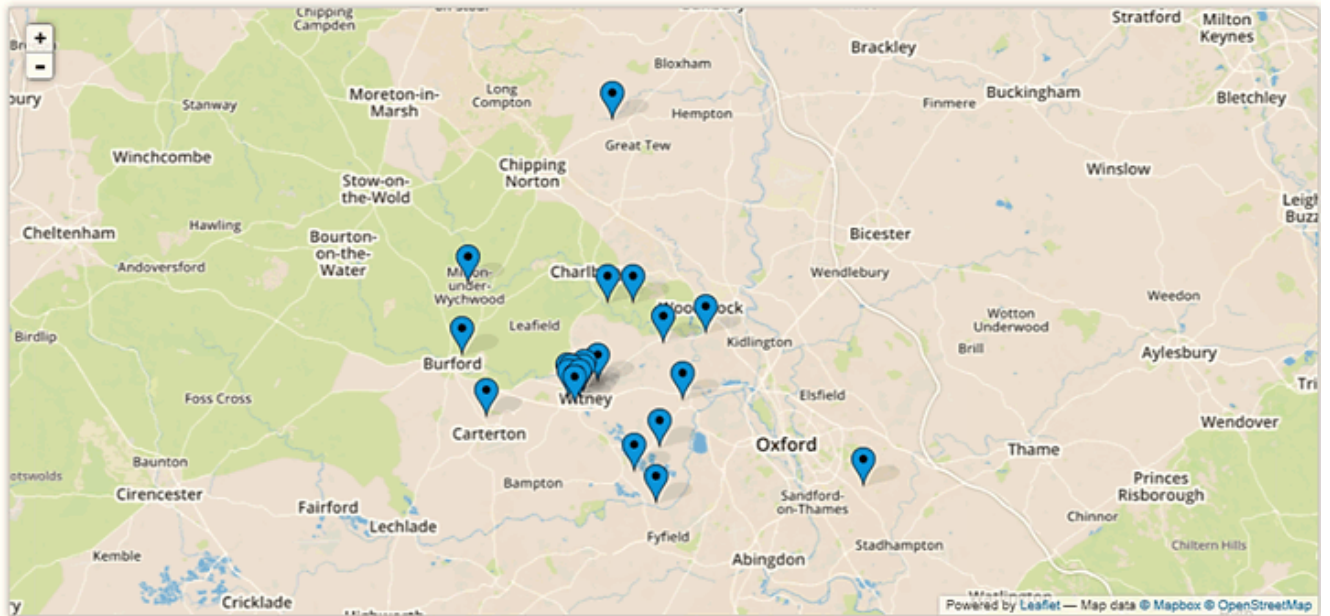 Chipping
Campden
Stratford
Milton
Keynes
+
-
Brackley
Bloxham
Moreton-in-
Marsh
Long
Compton
Stanway
Hempton
Finmere
Buckingham
Bletchley
Great Tew
Winchcombe
Chipping
Norton
Winslow
Stow-on-
the-Wold
Hawling
Cheltenham
Bourton-
on-the-
Water
Bicester
Andoversford
under-
Wychwood
Wendlebury
Weedon
Wotton
Underwood
Birdlip
Leafield
Kidlington
Brill
Aylesbury
Burford
Foss Cross
Witney
Elsfield
Wendover
Carterton
Oxford
Thame
Baunton
Cirencester
Bampton
Sandford-
on-Thames
Princes
Risborough
Fairford
Lechlade
Chinnor
Fyfield
Stadhampton
Chiltern Hills
Kemble
Abingdon
Cricklade
Powered by Leaflet — Map data © Mapbox © OpenStreetMap